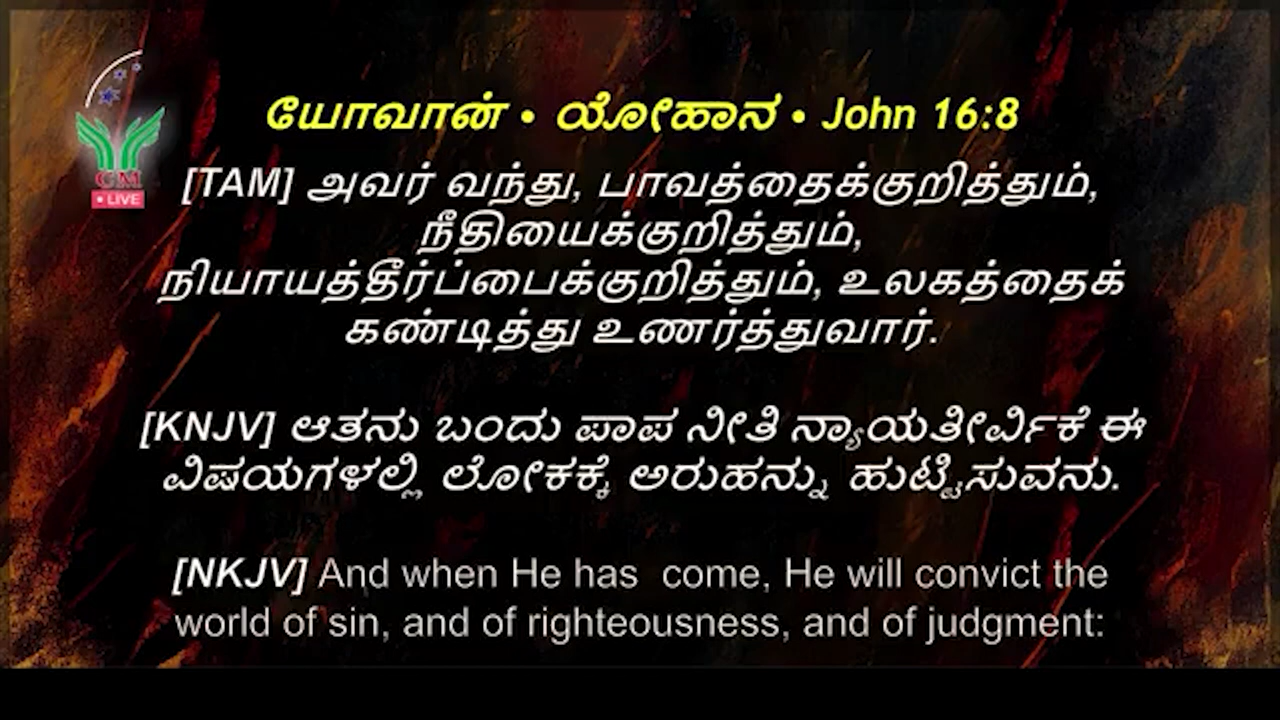 யோவான் • ಯೋಹಾನ • John 16:8
GM
• LIVE
[TAM] அவர் வந்து, பாவத்தைக்குறித்தும்,
நீதியைக்குறித்தும்,
நியாயத்தீர்ப்பைக்குறித்தும், உலகத்தைக்
கண்டித்து உணர்த்துவார்.
[KNJV] ಆತನು ಬಂದು ಪಾಪ ನೀತಿ ನ್ಯಾಯತೀರ್ವಿಕೆ ಈ
ವಿಷಯಗಳಲ್ಲಿ ಲೋಕಕ್ಕೆ ಅರುಹನ್ನು ಹುಟ್ಟಿಸುವನು.
[NKJV] And when He has  come, He will convict the
world of sin, and of righteousness, and of judgment: